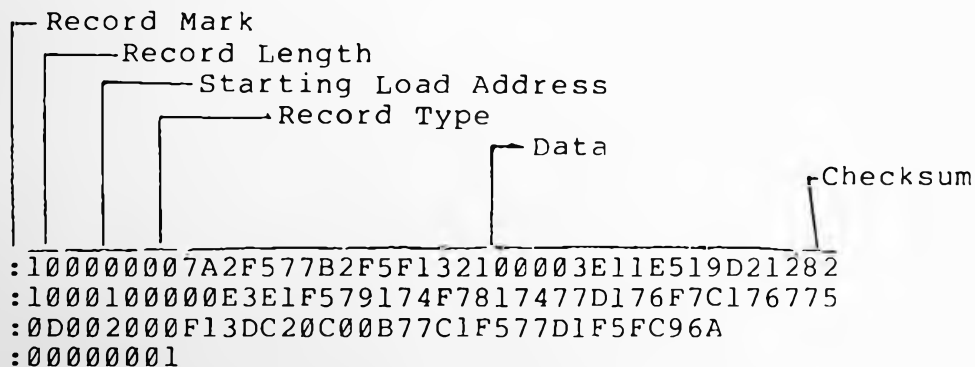 Record Mark
Record Length
Starting Load Address
Record Type
Data
Checksum
:100000007A2F577B2F5F132100003E11E519D21282
:1000100000E3E1F579174F7817477D176F7C176775
:0D002000F13DC20C00B77C1F577D1F5FC96A
:00000001